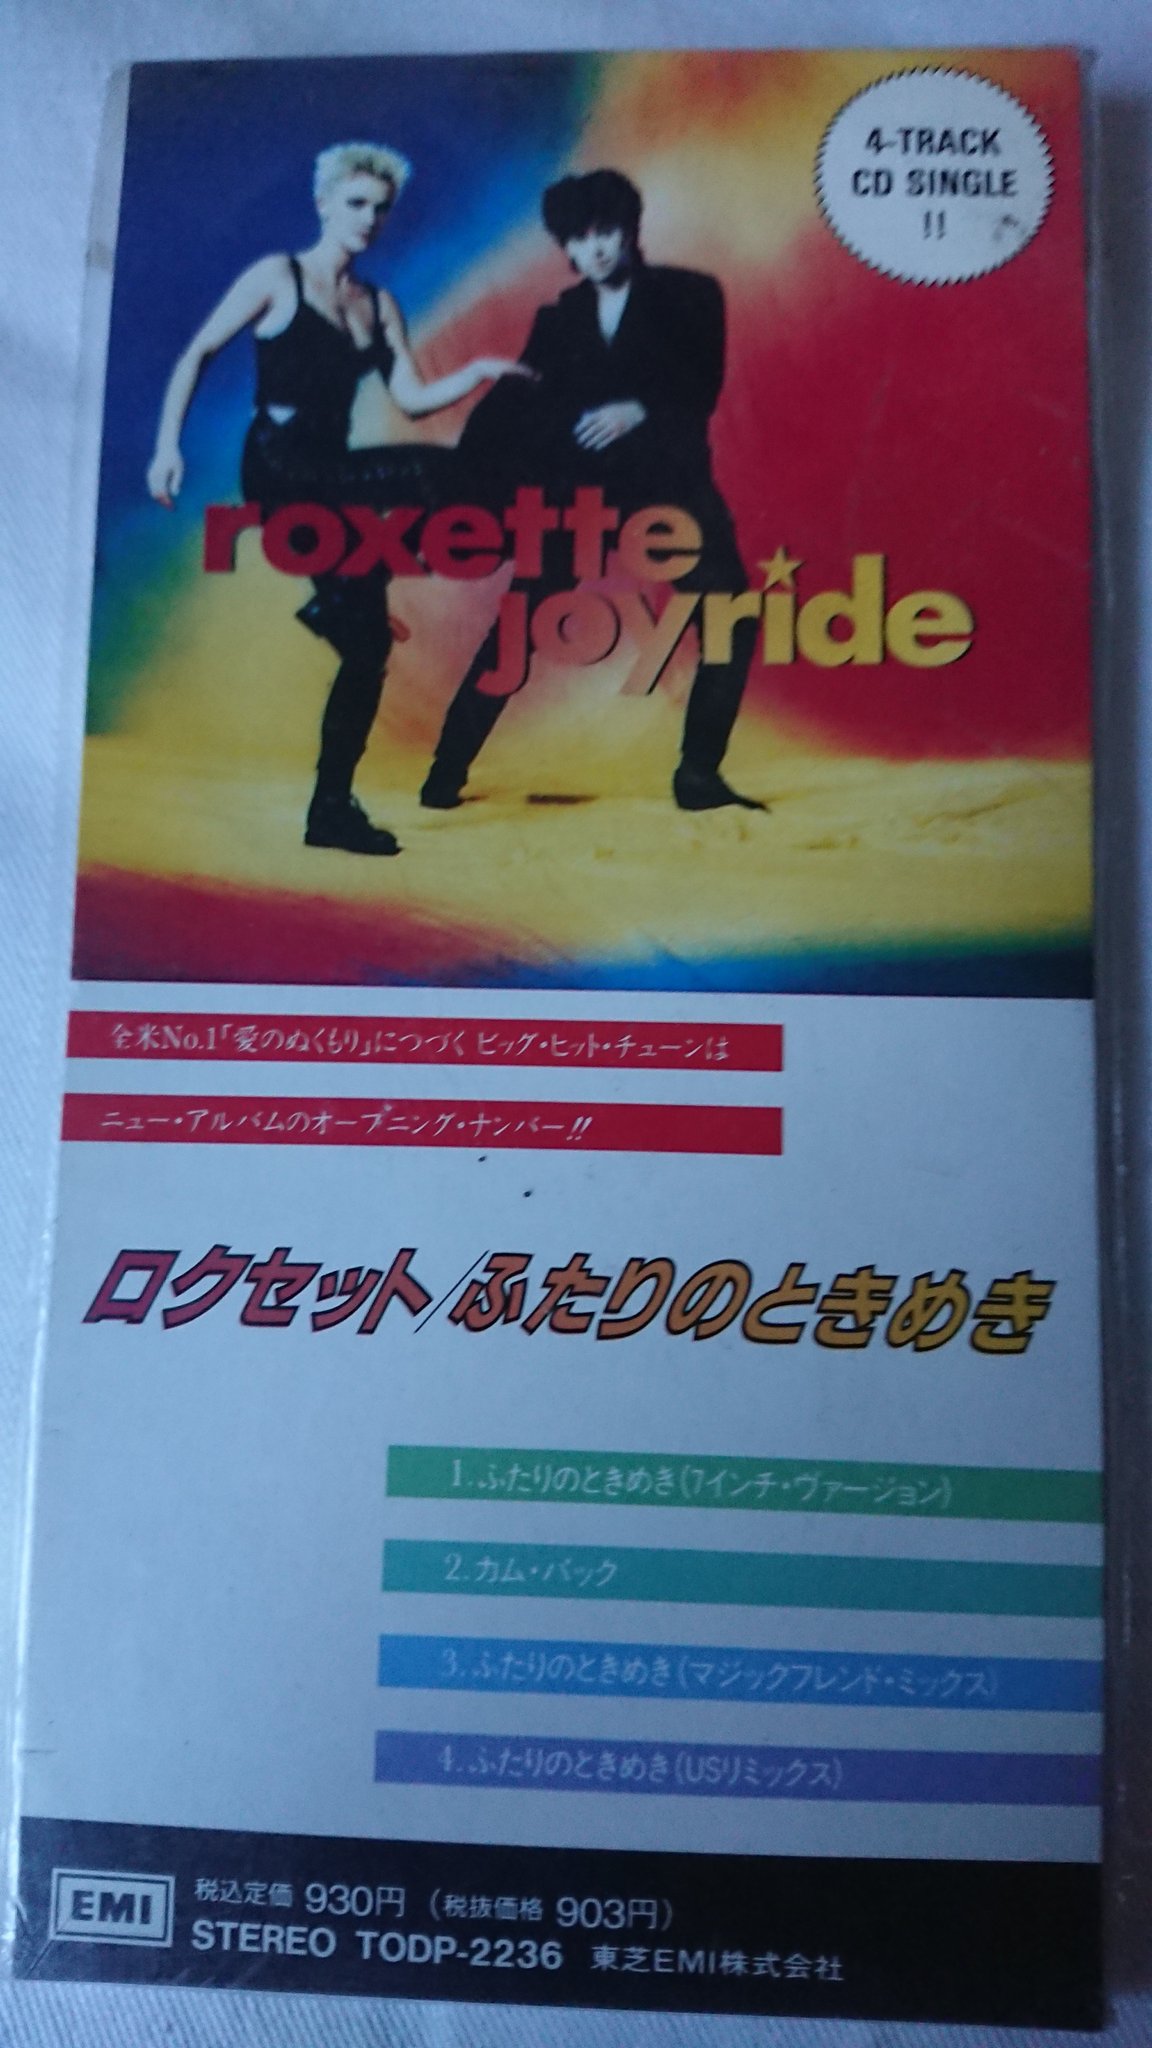 4-TRACK
CD SINGLE
!!
roxette
joyride
全米No.1「愛のぬくもり」につづくビッグ・ヒット・チューンは
ニュー・アルバムのオープニング・ナンバー!!
ロクセット/ふたりのときめき
1.ふたりのときめき(7インチ・ヴァージョン)
2.カム・バック
3.ふたりのときめき(マジックフレンド・ミックス)
4.ふたりのときめき(USリミックス)
EMI 税込定価 930円 (税抜価格 903円)
STEREO TODP-2236 東芝EMI株式会社